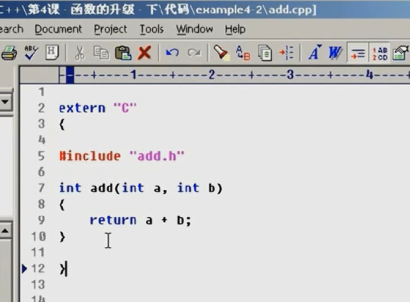 C++\第4课 - 函数的升级 - 下\代码\example4-2\add.cpp]
earch Document Project Tools Window Help
1
2 extern "C"
3 {
4
5 #include "add.h"
6
7 int add(int a, int b)
8 {
9 return a + b;
10 }
11
12 }
13
14